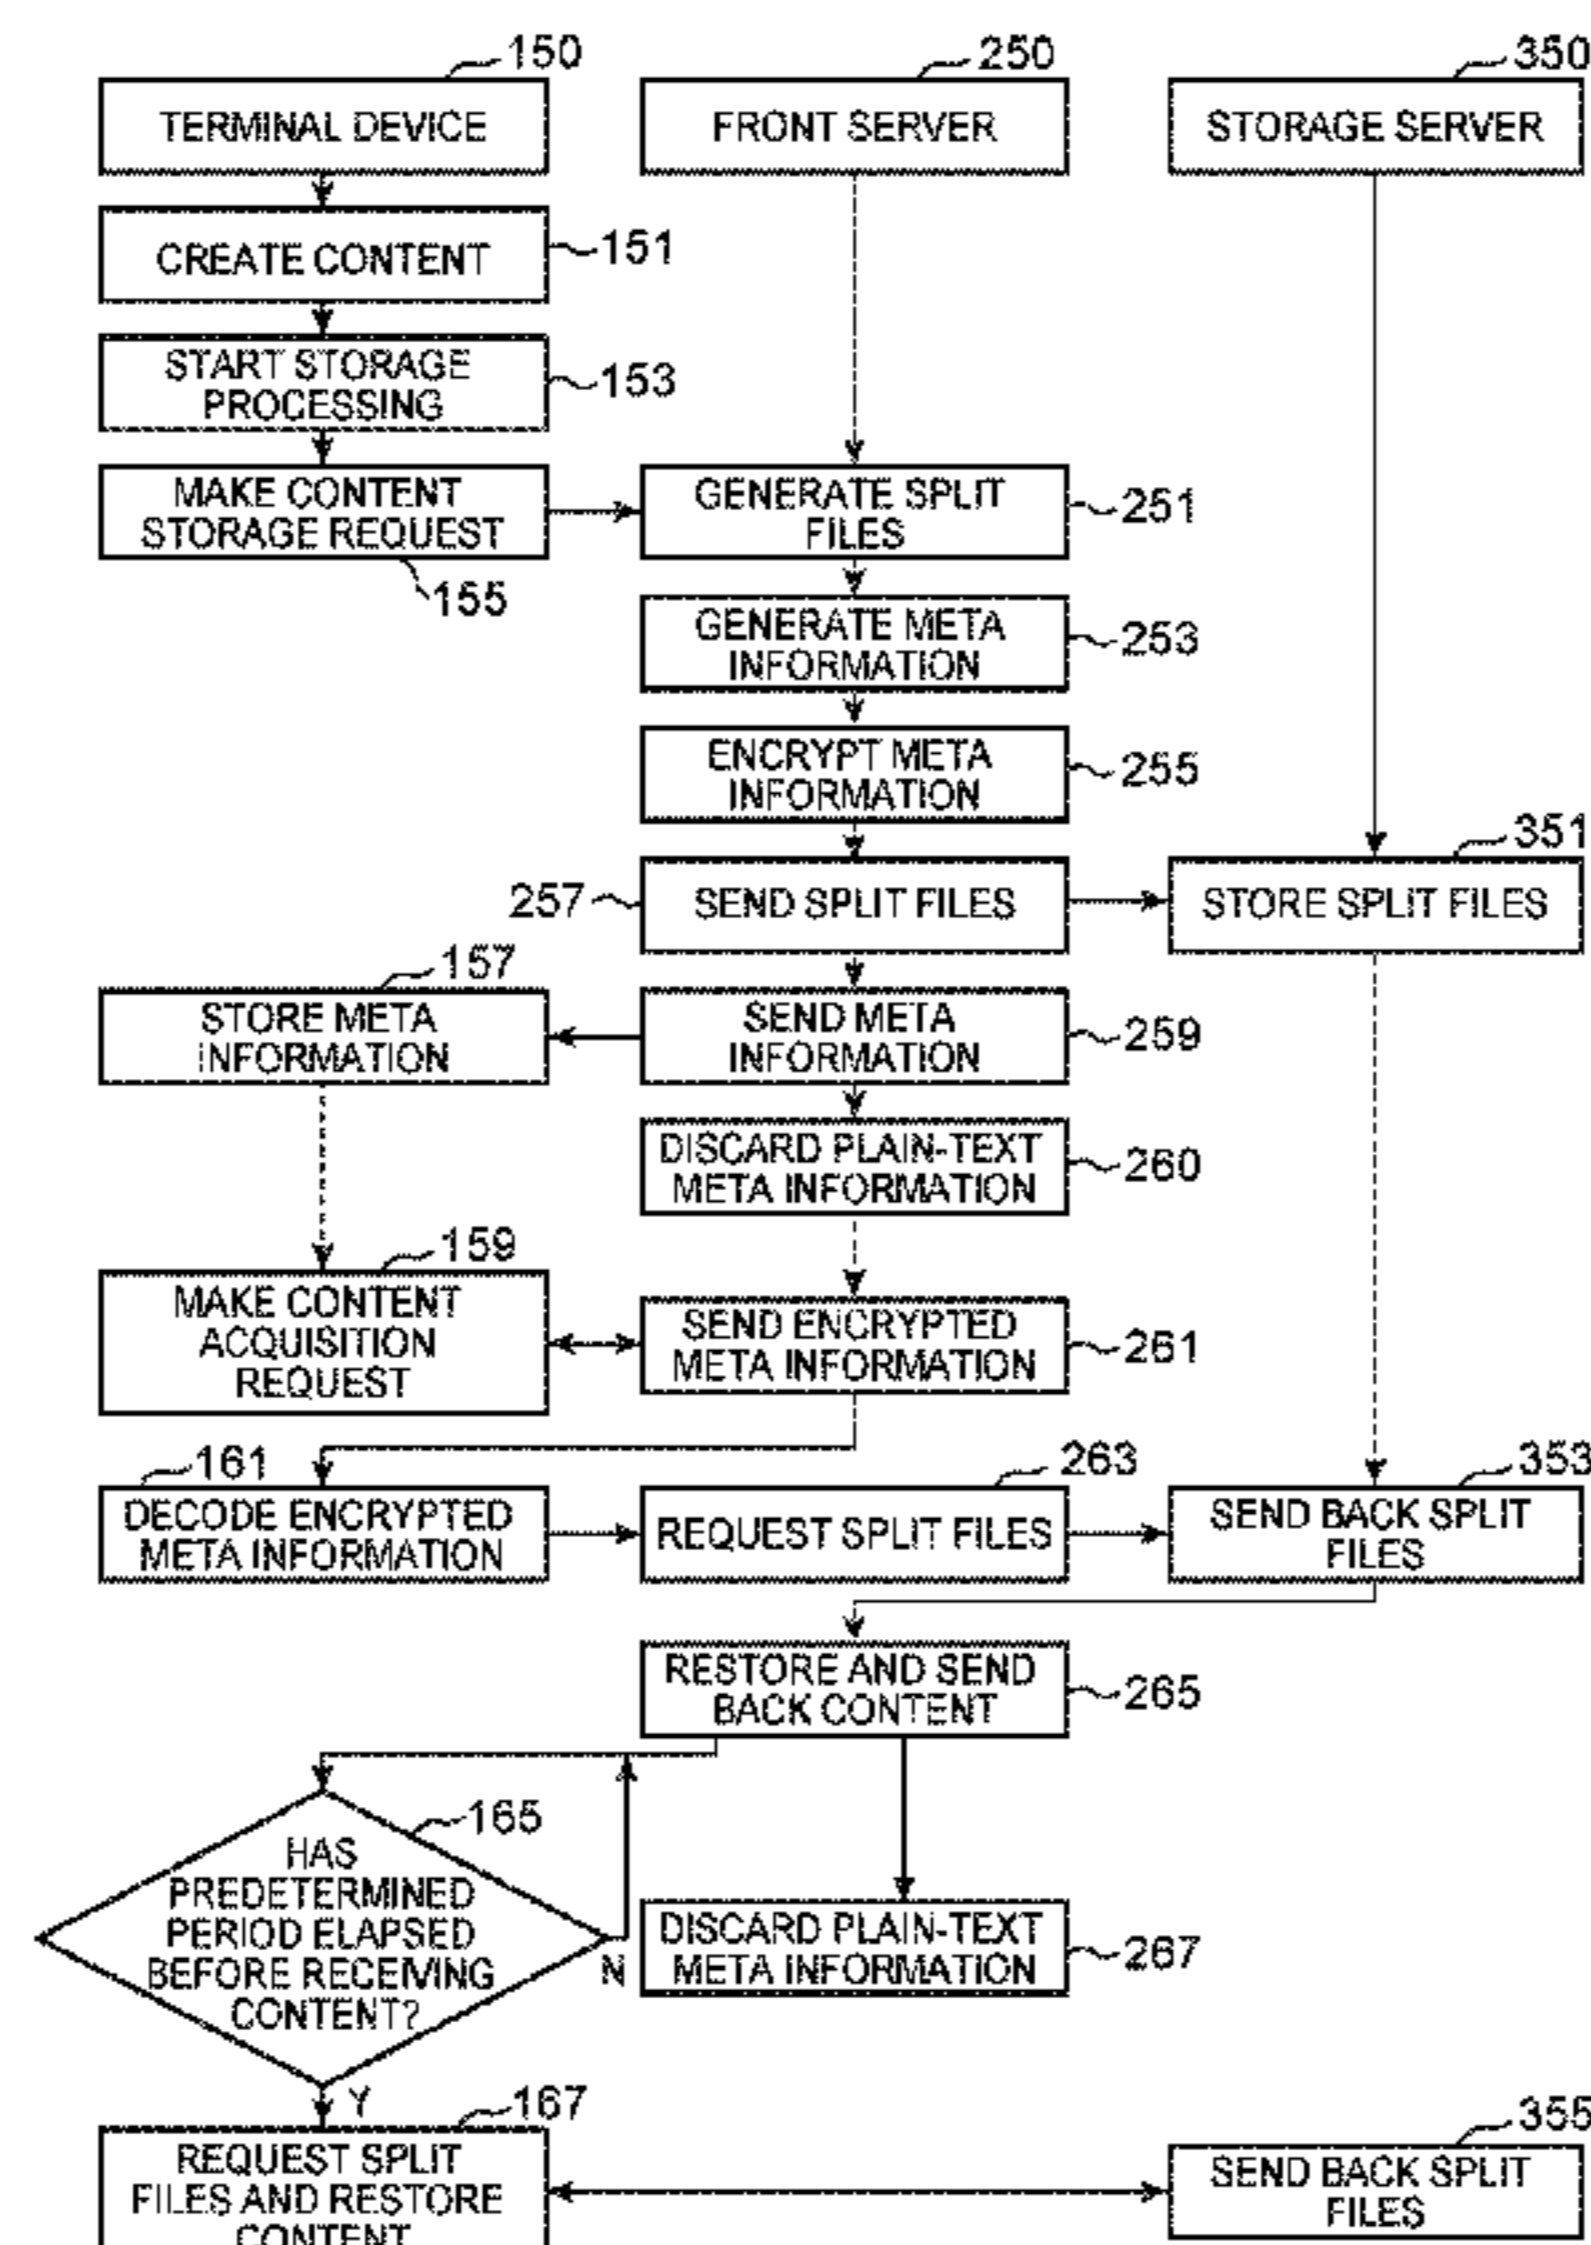 150
250
350
TERMINAL DEVICE
FRONT SERVER
STORAGE SERVER
CREATE CONTENT
151
START STORAGE
PROCESSING
153
MAKE CONTENT
STORAGE REQUEST
155
GENERATE SPLIT
FILES
251
GENERATE META
INFORMATION
253
ENCRYPT META
INFORMATION
255
351
257
SEND SPLIT FILES
STORE SPLIT FILES
157
STORE META
INFORMATION
SEND META
INFORMATION
259
DISCARD PLAIN-TEXT
META INFORMATION
260
159
MAKE CONTENT
ACQUISITION
REQUEST
SEND ENCRYPTED
META INFORMATION
261
161
263
353
DECODE ENCRYPTED
META INFORMATION
REQUEST SPLIT FILES
SEND BACK SPLIT
FILES
RESTORE AND SEND
BACK CONTENT
265
165
HAS
PREDETERMINED
PERIOD ELAPSED
BEFORE RECEIVING
CONTENT?
N
DISCARD PLAIN-TEXT
META INFORMATION
267
Y
167
355
REQUEST SPLIT
FILES AND RESTORE
CONTENT
SEND BACK SPLIT
FILES